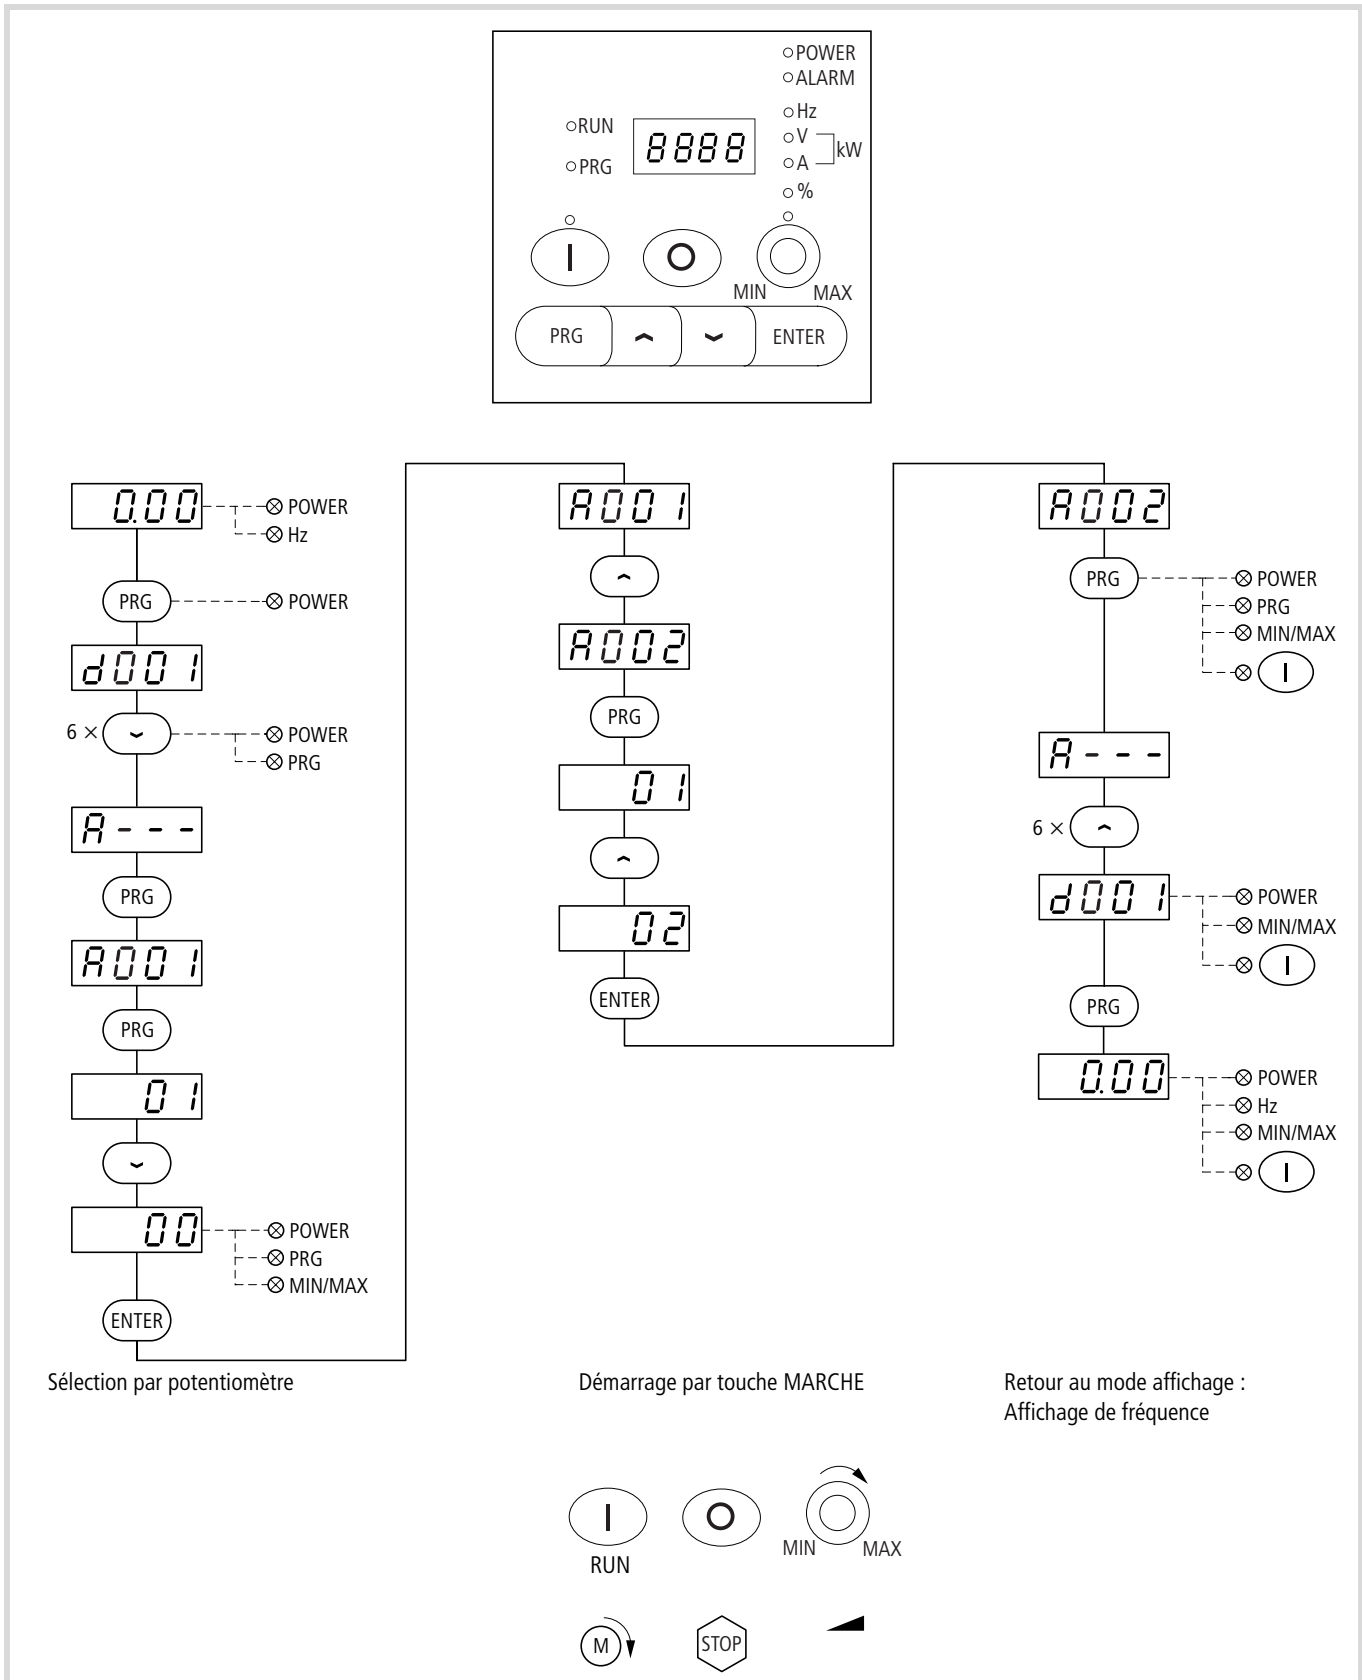 POWER
ALARM
Hz
RUN
8888
V
kW
PRG
A
%
MIN
MAX
PRG
ENTER
0.00
POWER
Hz
PRG
POWER
d001
6 ×
POWER
PRG
A---
PRG
A001
PRG
01
00
POWER
PRG
MIN/MAX
ENTER
Sélection par potentiomètre
A001
A002
PRG
01
02
ENTER
Démarrage par touche MARCHE
A002
PRG
POWER
PRG
MIN/MAX
A---
6 ×
d001
POWER
MIN/MAX
PRG
0.00
POWER
Hz
MIN/MAX
Retour au mode affichage :
Affichage de fréquence
MIN
MAX
RUN
M
STOP